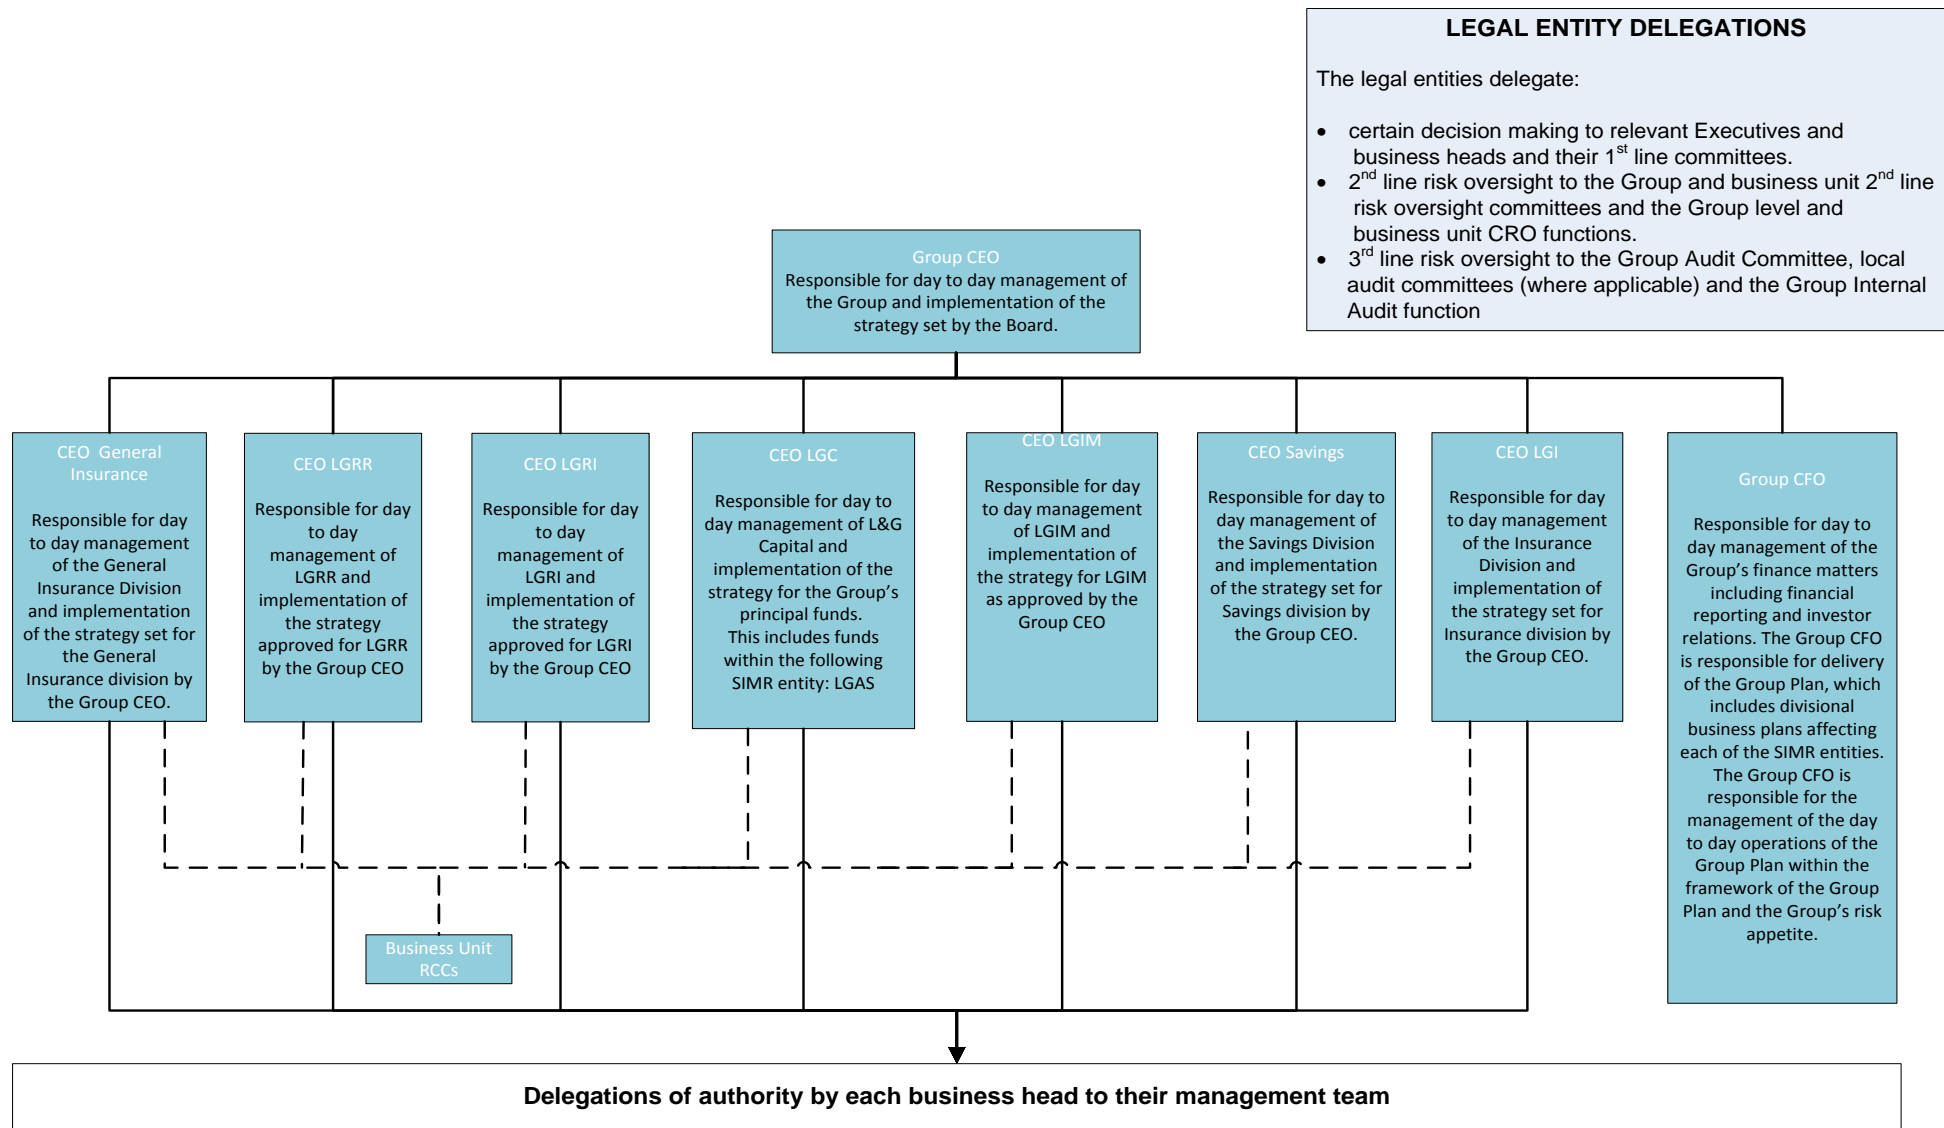 LEGAL ENTITY DELEGATIONS
The legal entities delegate:
• certain decision making to relevant Executives and
business heads and their 1st line committees.
• 2nd line risk oversight to the Group and business unit 2nd line
risk oversight committees and the Group level and
business unit CRO functions.
• 3rd line risk oversight to the Group Audit Committee, local
audit committees (where applicable) and the Group Internal
Audit function
Group CEO
Responsible for day to day management of
the Group and implementation of the
strategy set by the Board.
CEO General
Insurance
Responsible for day
to day management
of the General
Insurance Division
and implementation
of the strategy set for
the General
Insurance division by
the Group CEO.
CEO LGRR
Responsible for day
to day
management of
LGRR and
implementation of
the strategy
approved for LGRR
by the Group CEO
CEO LGRI
Responsible for day
to day
management of
LGRI and
implementation of
the strategy
approved for LGRI
by the Group CEO
CEO LGC
Responsible for day to
day management of L&G
Capital and
implementation of the
strategy for the Group’s
principal funds.
This includes funds
within the following
SIMR entity: LGAS
CEO LGIM
Responsible for day
to day management
of LGIM and
implementation of
the strategy for LGIM
as approved by the
Group CEO
CEO Savings
Responsible for day to
day management of
the Savings Division
and implementation
of the strategy set for
Savings division by
the Group CEO.
CEO LGI
Responsible for day
to day management
of the Insurance
Division and
implementation of
the strategy set for
Insurance division by
the Group CEO.
Group CFO
Responsible for day to
day management of the
Group’s finance matters
including financial
reporting and investor
relations. The Group CFO
is responsible for delivery
of the Group Plan, which
includes divisional
business plans affecting
each of the SIMR entities.
The Group CFO is
responsible for the
management of the day
to day operations of the
Group Plan within the
framework of the Group
Plan and the Group’s risk
appetite.
Business Unit
RCCs
Delegations of authority by each business head to their management team